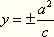 y = ± a² / c